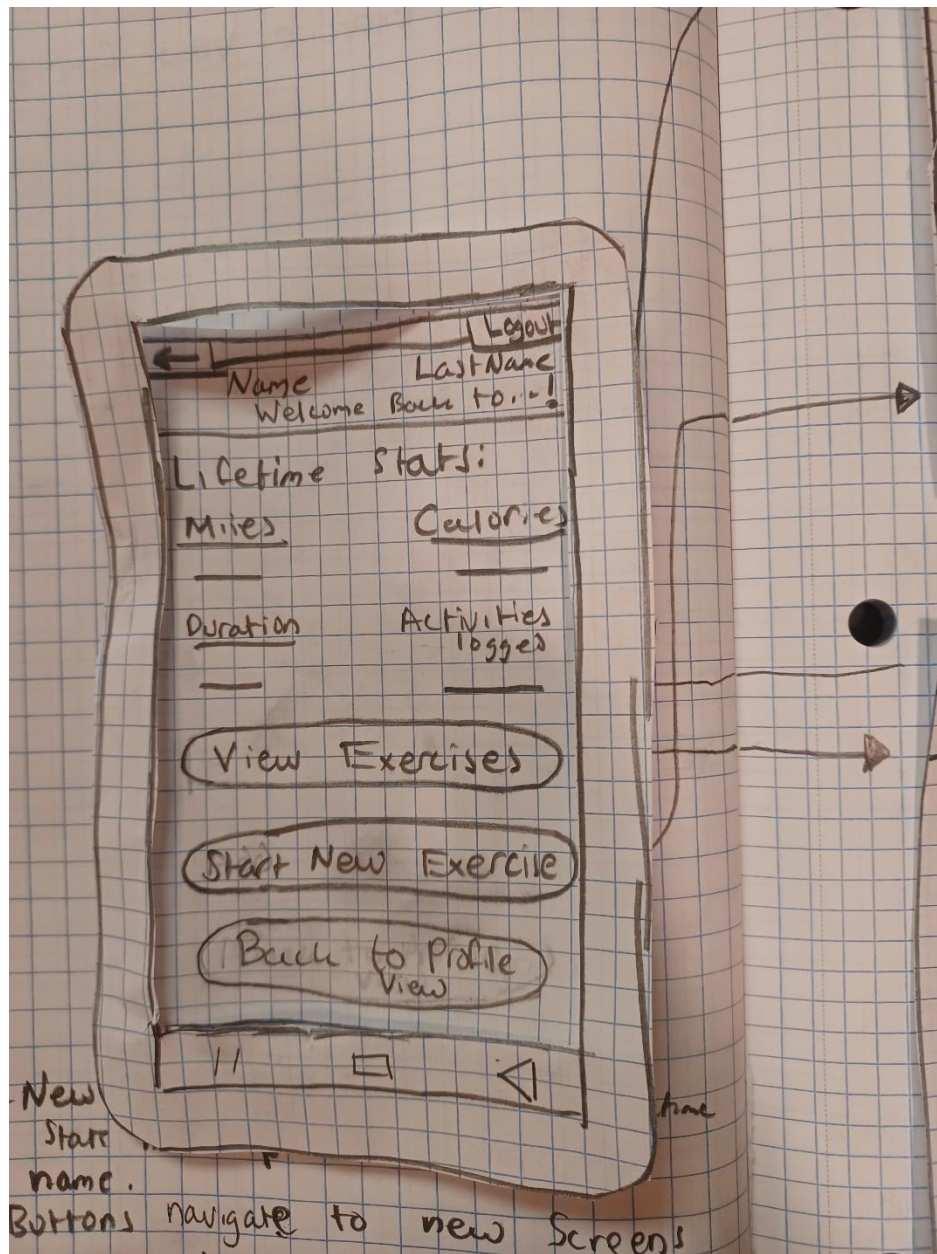 Logout
Name LastName
Welcome Back to...!
Lifetime Stats:
Miles Calories
Duration Activities
logged
View Exercises
Start New Exercise
Back to Profile
View
-New
State
name.
Buttons navigate to new Screens